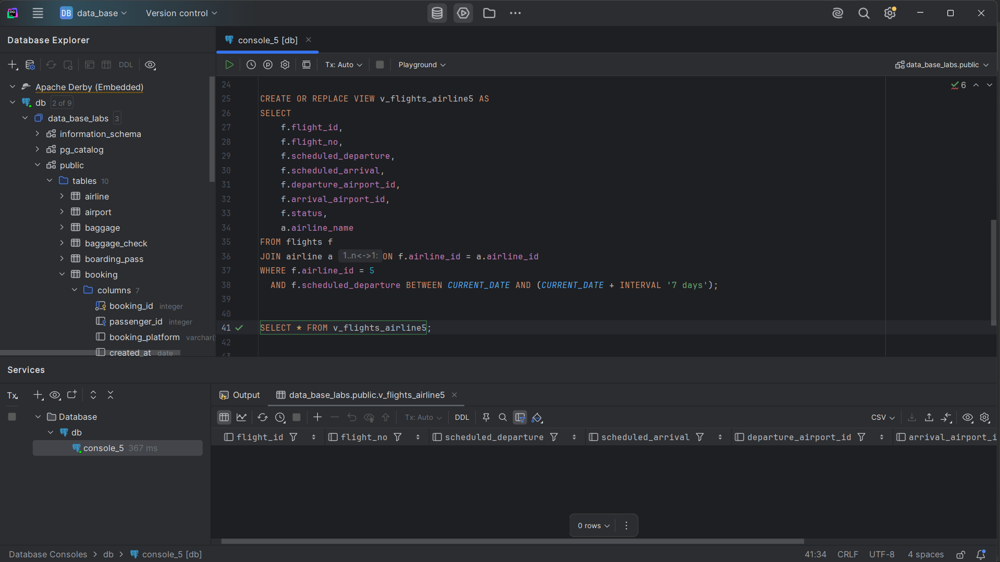 DB data_base Version control
Database Explorer
console_5 [db]
DDL
Tx: Auto Playground data_base_labs.public
Apache Derby (Embedded)
db 2 of 9
data_base_labs 3
information_schema
pg_catalog
public
tables 10
airline
airport
baggage
baggage_check
boarding_pass
booking
columns 7
booking_id integer
passenger_id integer
booking_platform varchar(
created_at date
6
24
25 CREATE OR REPLACE VIEW v_flights_airline5 AS
26 SELECT
27 f.flight_id,
28 f.flight_no,
29 f.scheduled_departure,
30 f.scheduled_arrival,
31 f.departure_airport_id,
32 f.arrival_airport_id,
33 f.status,
34 a.airline_name
35 FROM flights f
36 JOIN airline a 1..n<->1: ON f.airline_id = a.airline_id
37 WHERE f.airline_id = 5
38 AND f.scheduled_departure BETWEEN CURRENT_DATE AND (CURRENT_DATE + INTERVAL '7 days');
39
40
41 SELECT * FROM v_flights_airline5;
42
43
Services
Tx
Database
db
console_5 367 ms
Output data_base_labs.public.v_flights_airline5
Tx: Auto DDL CSV
flight_id flight_no scheduled_departure scheduled_arrival departure_airport_id arrival_airport_i
0 rows
Database Consoles > db > console_5 [db] 41:34 CRLF UTF-8 4 spaces